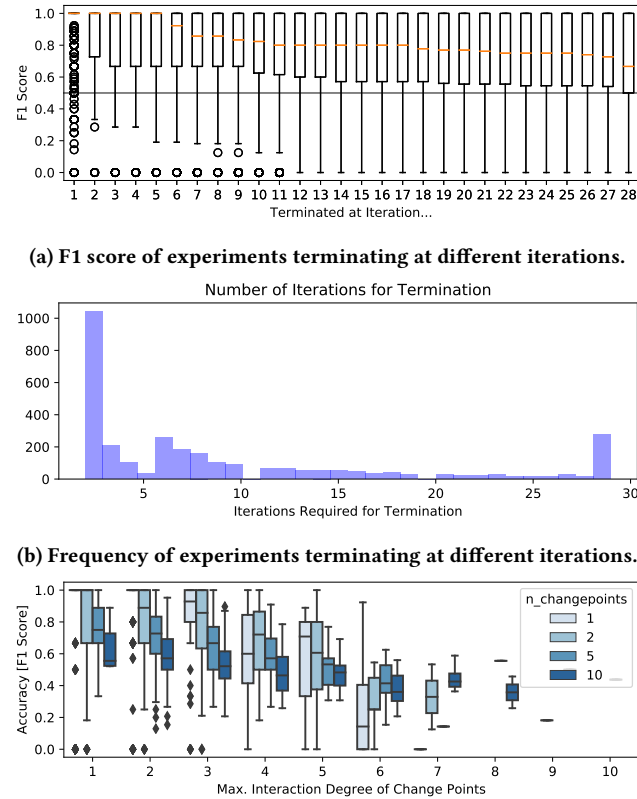 1.0
0.8
0.6
0.4
0.2
0.0
F1 Score
1 2 3 4 5 6 7 8 9 10 11 12 13 14 15 16 17 18 19 20 21 22 23 24 25 26 27 28
Terminated at Iteration...
(a) F1 score of experiments terminating at different iterations.
Number of Iterations for Termination
1000
800
600
400
200
0
5 10 15 20 25 30
Iterations Required for Termination
(b) Frequency of experiments terminating at different iterations.
1.0
0.8
0.6
0.4
0.2
0.0
Accuracy [F1 Score]
n_changepoints
1
2
5
10
1 2 3 4 5 6 7 8 9 10
Max. Interaction Degree of Change Points